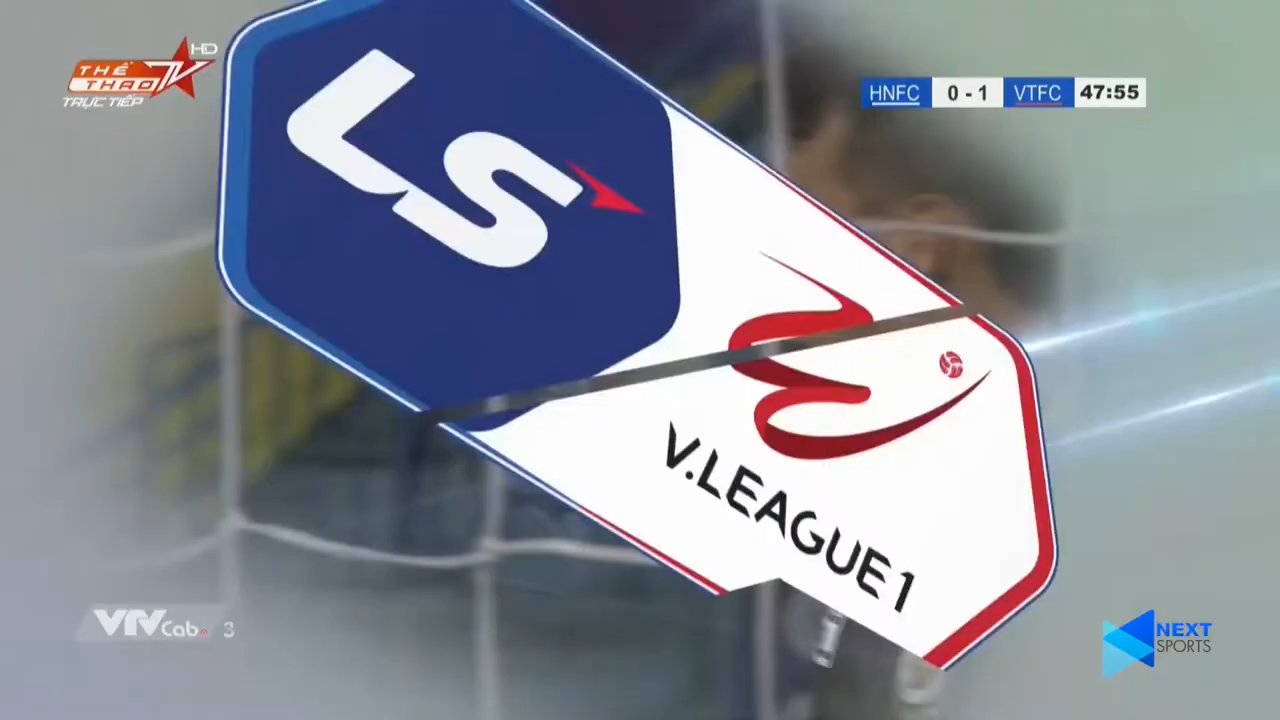 THỂ THAO TV HD
TRỰC TIẾP
HNFC 0 - 1 VTFC 47:55
LS
V.LEAGUE 1
VTVCab 3
NEXT
SPORTS
1